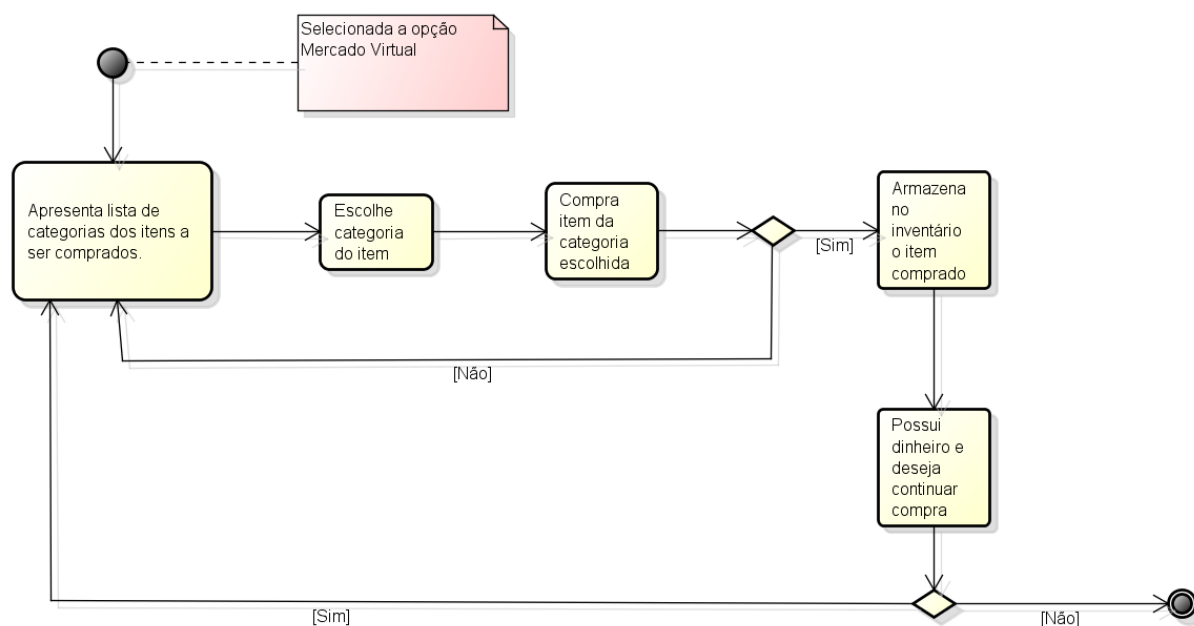 Selecionada a opção
Mercado Virtual
Apresenta lista de
categorias dos itens a
ser comprados.
Escolhe
categoria
do item
Compra
item da
categoria
escolhida
[Sim]
Armazena
no
inventário
o item
comprado
[Não]
Possui
dinheiro e
deseja
continuar
compra
[Sim]
[Não]